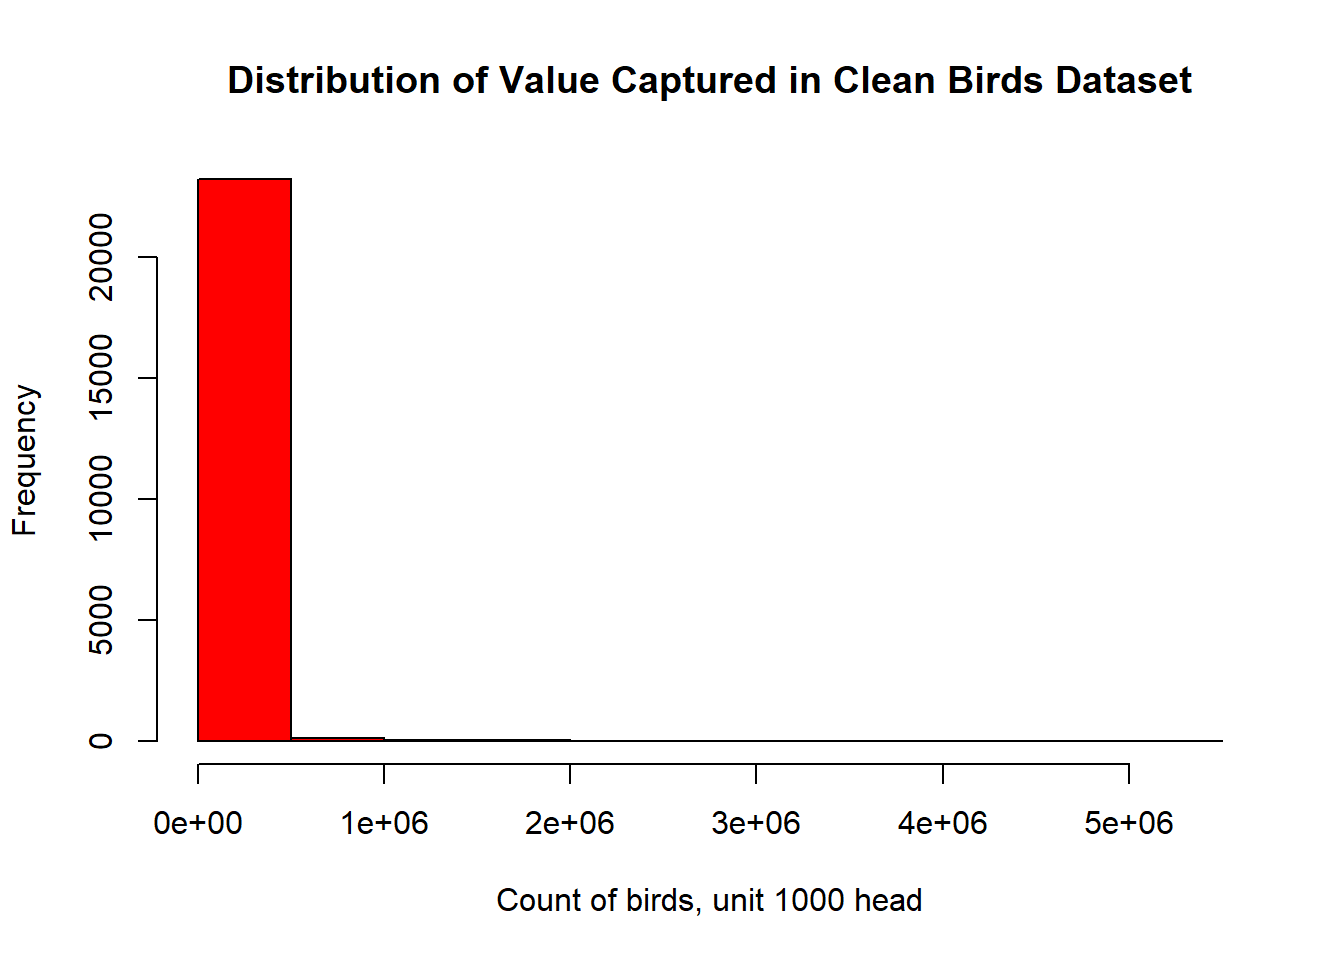 Distribution of Value Captured in Clean Birds Dataset
Frequency
20000
15000
10000
5000
0
0e+00 1e+06 2e+06 3e+06 4e+06 5e+06
Count of birds, unit 1000 head